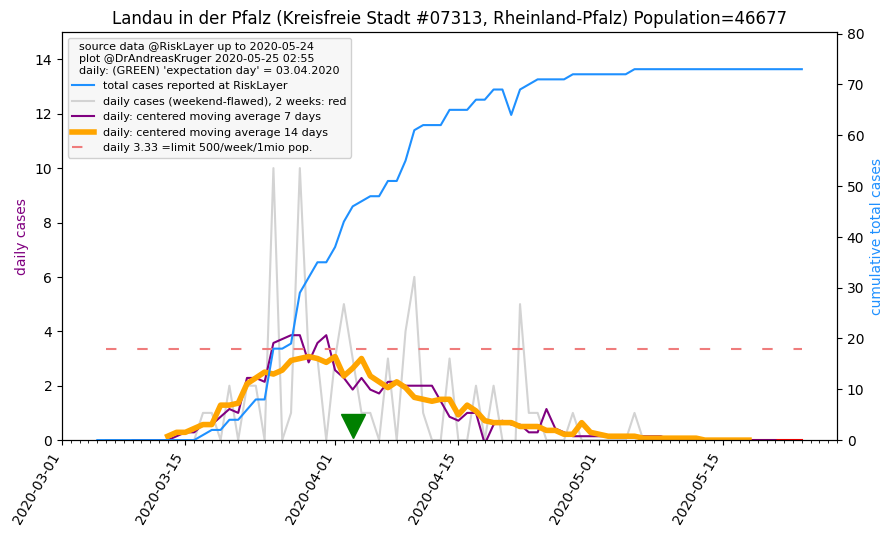 Landau in der Pfalz (Kreisfreie Stadt #07313, Rheinland-Pfalz) Population=46677
source data @RiskLayer up to 2020-05-24
plot @DrAndreasKruger 2020-05-25 02:55
daily: (GREEN) 'expectation day' = 03.04.2020
total cases reported at RiskLayer
daily cases (weekend-flawed), 2 weeks: red
daily: centered moving average 7 days
daily: centered moving average 14 days
daily 3.33 =limit 500/week/1mio pop.
daily cases
14
12
10
8
6
4
2
0
80
70
60
50
40
30
20
10
0
cumulative total cases
2020-03-01
2020-03-15
2020-04-01
2020-04-15
2020-05-01
2020-05-15